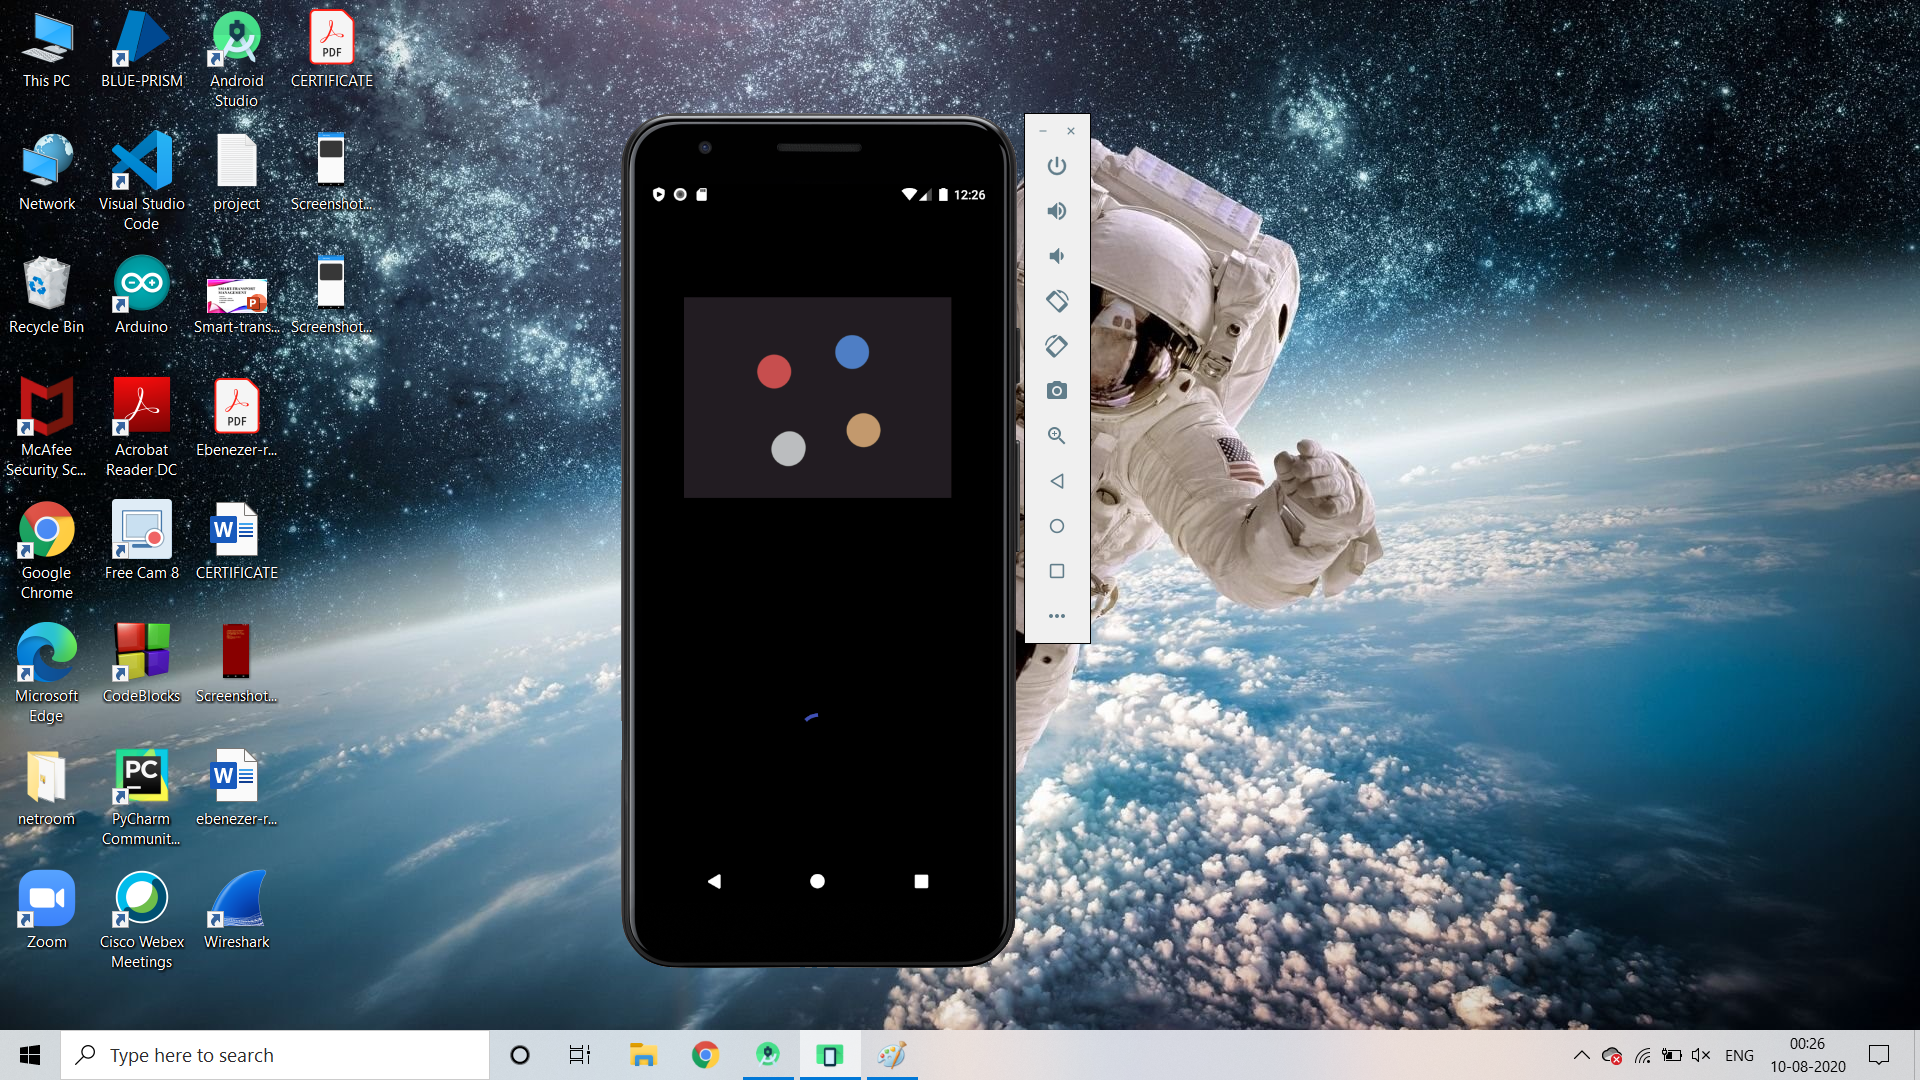 This PC
BLUE-PRISM
Android
Studio
PDF
CERTIFICATE
Network
Visual Studio
Code
project
Screenshot...
Recycle Bin
Arduino
Smart-trans...
Screenshot...
McAfee
Security Sc...
Acrobat
Reader DC
PDF
Ebenezer-r...
Google
Chrome
Free Cam 8
W
CERTIFICATE
Microsoft
Edge
CodeBlocks
Screenshot...
netroom
PC
PyCharm
Communit...
W
ebenezer-r...
Zoom
Cisco Webex
Meetings
Wireshark
12:26
Type here to search
ENG
00:26
10-08-2020